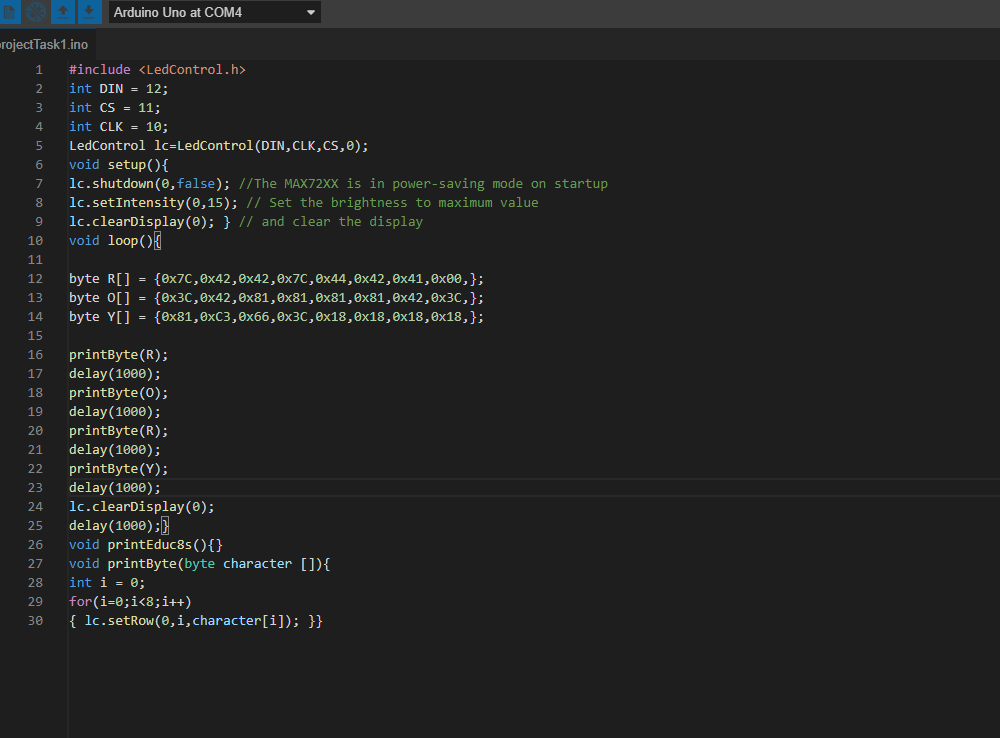 Arduino Uno at COM4
rojectTask1.ino
1 #include <LedControl.h>
2 int DIN = 12;
3 int CS = 11;
4 int CLK = 10;
5 LedControl lc=LedControl(DIN,CLK,CS,0);
6 void setup(){
7 lc.shutdown(0,false); //The MAX72XX is in power-saving mode on startup
8 lc.setIntensity(0,15); // Set the brightness to maximum value
9 lc.clearDisplay(0); } // and clear the display
10 void loop(){
11
12 byte R[] = {0x7C,0x42,0x42,0x7C,0x44,0x42,0x41,0x00,};
13 byte O[] = {0x3C,0x42,0x81,0x81,0x81,0x81,0x42,0x3C,};
14 byte Y[] = {0x81,0xC3,0x66,0x3C,0x18,0x18,0x18,0x18,};
15
16 printByte(R);
17 delay(1000);
18 printByte(O);
19 delay(1000);
20 printByte(R);
21 delay(1000);
22 printByte(Y);
23 delay(1000);
24 lc.clearDisplay(0);
25 delay(1000);}
26 void printEduc8s(){}
27 void printByte(byte character []){
28 int i = 0;
29 for(i=0;i<8;i++)
30 { lc.setRow(0,i,character[i]); }}